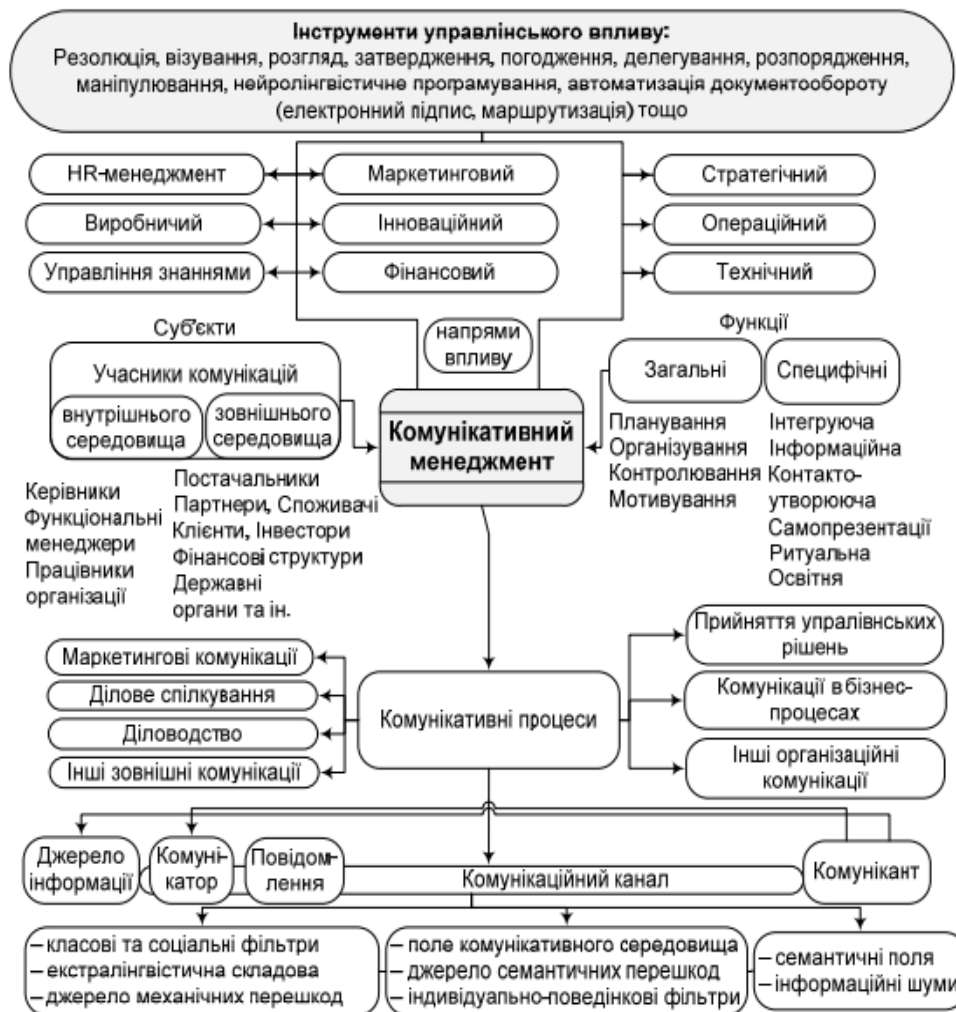 Інструменти управлінського впливу:
Резолюція, візування, розгляд, затвердження, погодження, делегування, розпорядження,
маніпулювання, нейролінгвістичне програмування, автоматизація документообороту
(електронний підпис, маршрутизація) тощо
HR-менеджмент
Маркетинговий
Стратегічний
Виробничий
Інноваційний
Операційний
Управління знаннями
Фінансовий
Технічний
Суб'єкти
Учасники комунікацій
внутрішнього
середовища
зовнішнього
середовища
Керівники
Функціональні
менеджери
Працівники
організації
Постачальники
Партнери, Споживачі
Клієнти, Інвестори
Фінансові структури
Державні
органи та ін.
напрями
впливу
Комунікативний
менеджмент
Функції
Загальні
Специфічні
Планування
Організування
Контролювання
Мотивування
Інтегруюча
Інформаційна
Контакто-
утворююча
Самопрезентації
Ритуальна
Освітня
Маркетингові комунікації
Ділове спілкування
Діловодство
Інші зовнішні комунікації
Комунікативні процеси
Прийняття упралівнських
рішень
Комунікації в бізнес-
процесах
Інші організаційні
комунікації
Джерело
інформації
Комуні-
катор
Повідом-
лення
Комунікаційний канал
Комунікант
– класові та соціальні фільтри
– екстралінгвістична складова
– джерело механічних перешкод
– поле комунікативного середовища
– джерело семантичних перешкод
– індивідуально-поведінкові фільтри
– семантичні поля
– інформаційні шуми